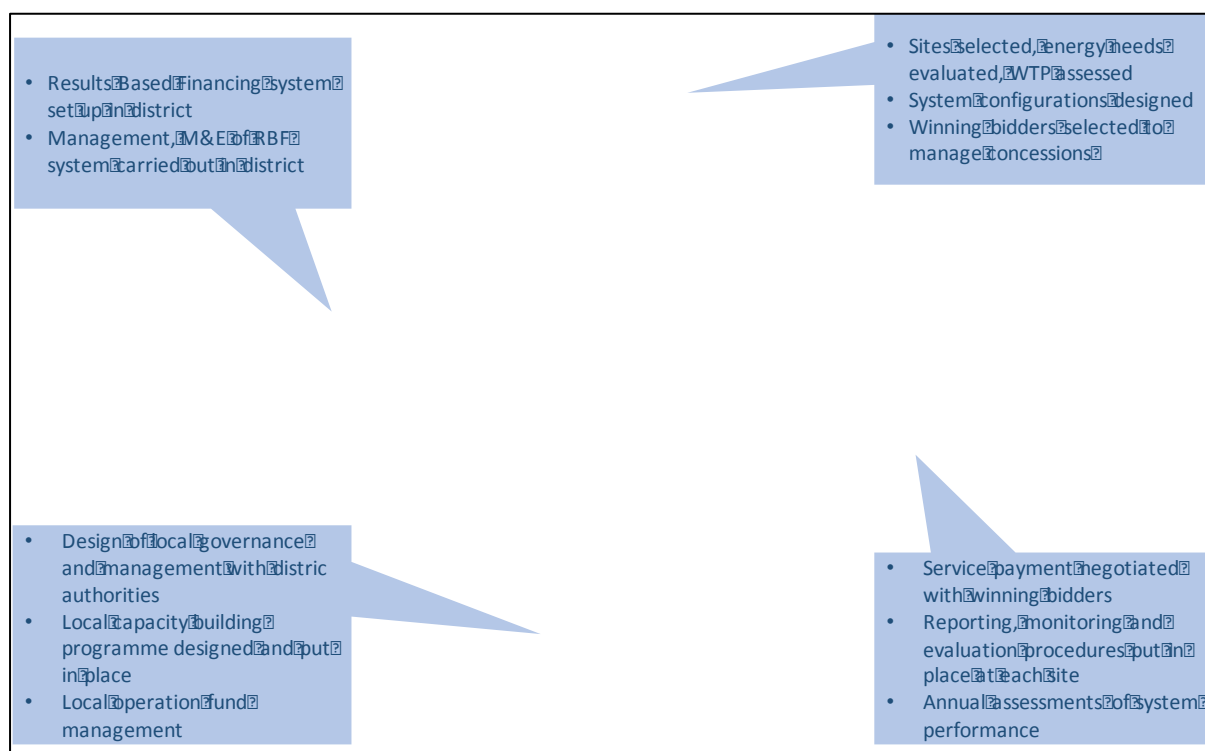 • Results Based Financing system
set up in district
• Management, M&E of RBF
system carried out in district
• Sites selected, energy needs
evaluated, WTP assessed
• System configurations designed
• Winning bidders selected to
manage concessions
• Design of local governance
and management with distric
authorities
• Local capacity building
programme designed and put
in place
• Local operation fund
management
• Service payment negotiated
with winning bidders
• Reporting, monitoring and
evaluation procedures put in
place at each site
• Annual assessments of system
performance